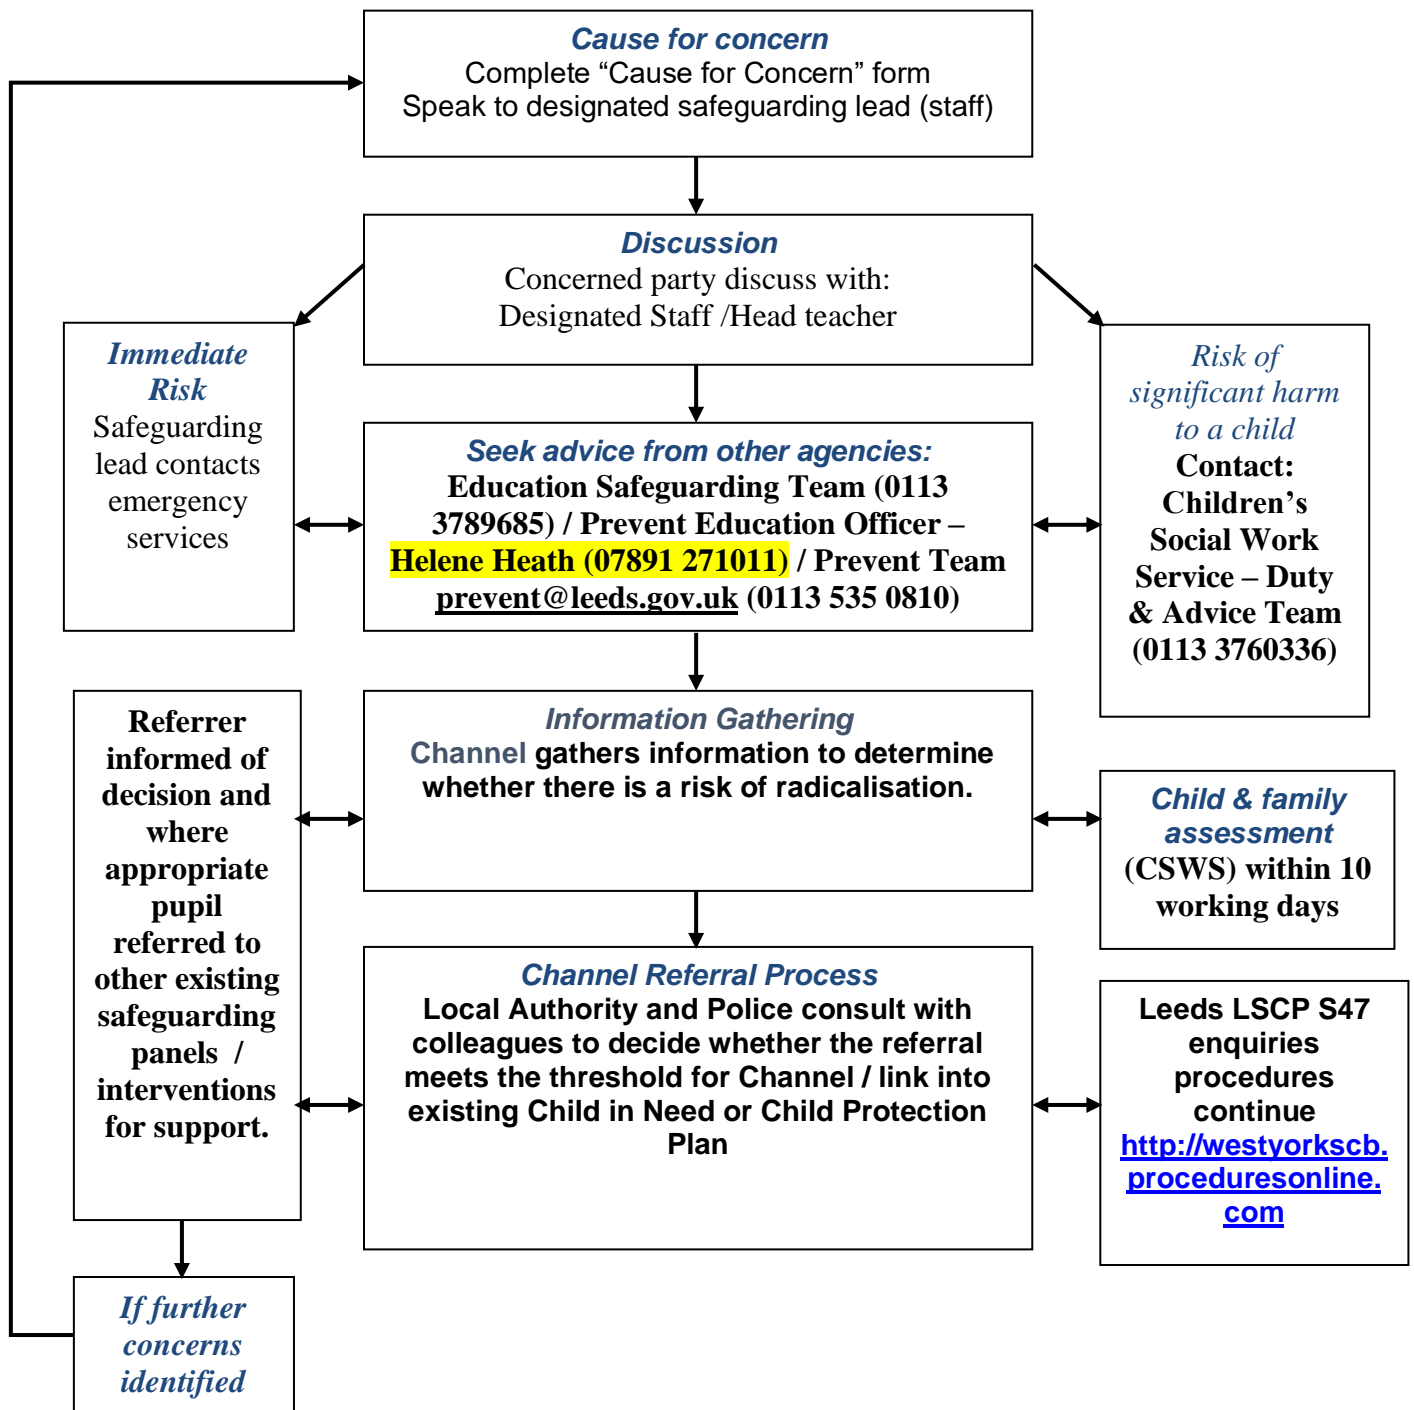 Cause for concern
Complete “Cause for Concern” form
Speak to designated safeguarding lead (staff)
Discussion
Concerned party discuss with:
Designated Staff /Head teacher
Immediate
Risk
Safeguarding
lead contacts
emergency
services
Seek advice from other agencies:
Education Safeguarding Team (0113
3789685) / Prevent Education Officer –
Helene Heath (07891 271011) / Prevent Team
prevent@leeds.gov.uk (0113 535 0810)
Risk of
significant harm
to a child
Contact:
Children’s
Social Work
Service – Duty
& Advice Team
(0113 3760336)
Referrer
informed of
decision and
where
appropriate
pupil
referred to
other existing
safeguarding
panels /
interventions
for support.
Information Gathering
Channel gathers information to determine
whether there is a risk of radicalisation.
Child & family
assessment
(CSWS) within 10
working days
Channel Referral Process
Local Authority and Police consult with
colleagues to decide whether the referral
meets the threshold for Channel / link into
existing Child in Need or Child Protection
Plan
Leeds LSCP S47
enquiries
procedures
continue
http://westyorkscb.
proceduresonline.
com
If further
concerns
identified